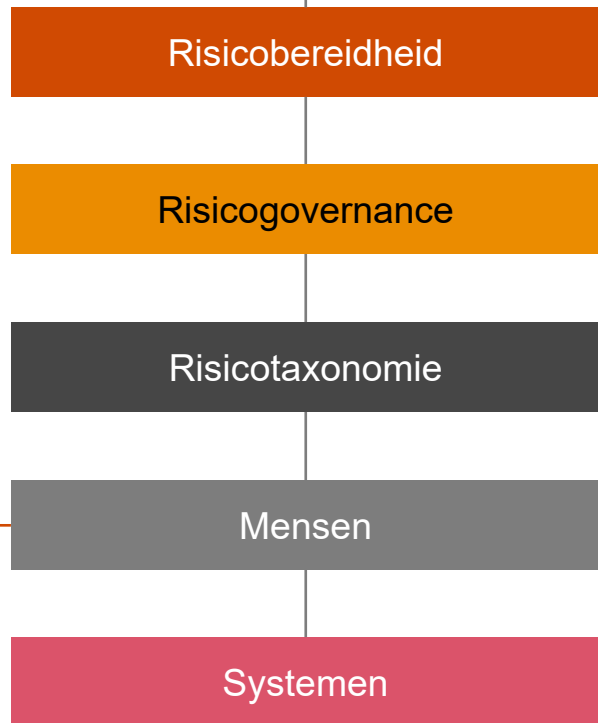 Risicobereidheid
Risicogovernance
Risicotaxonomie
Mensen
Systemen